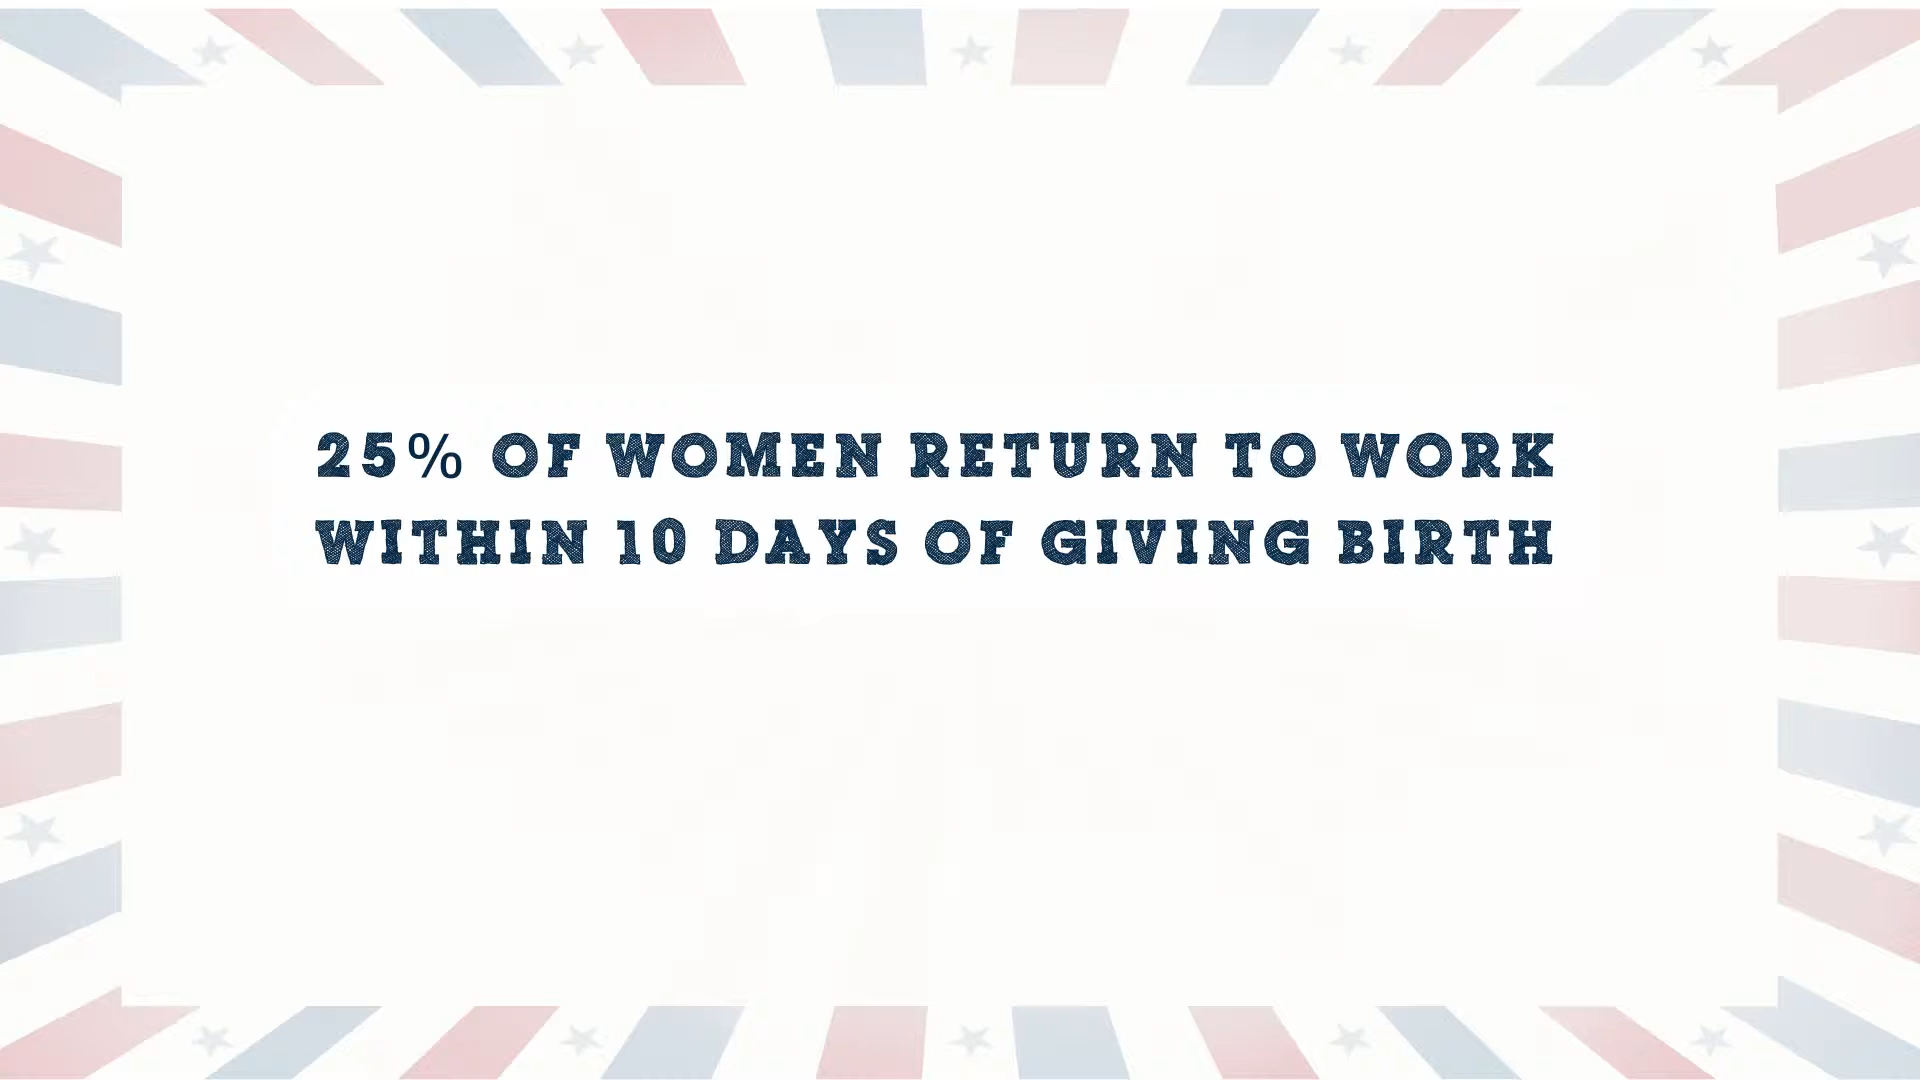 25% OF WOMEN RETURN TO WORK
WITHIN 10 DAYS OF GIVING BIRTH